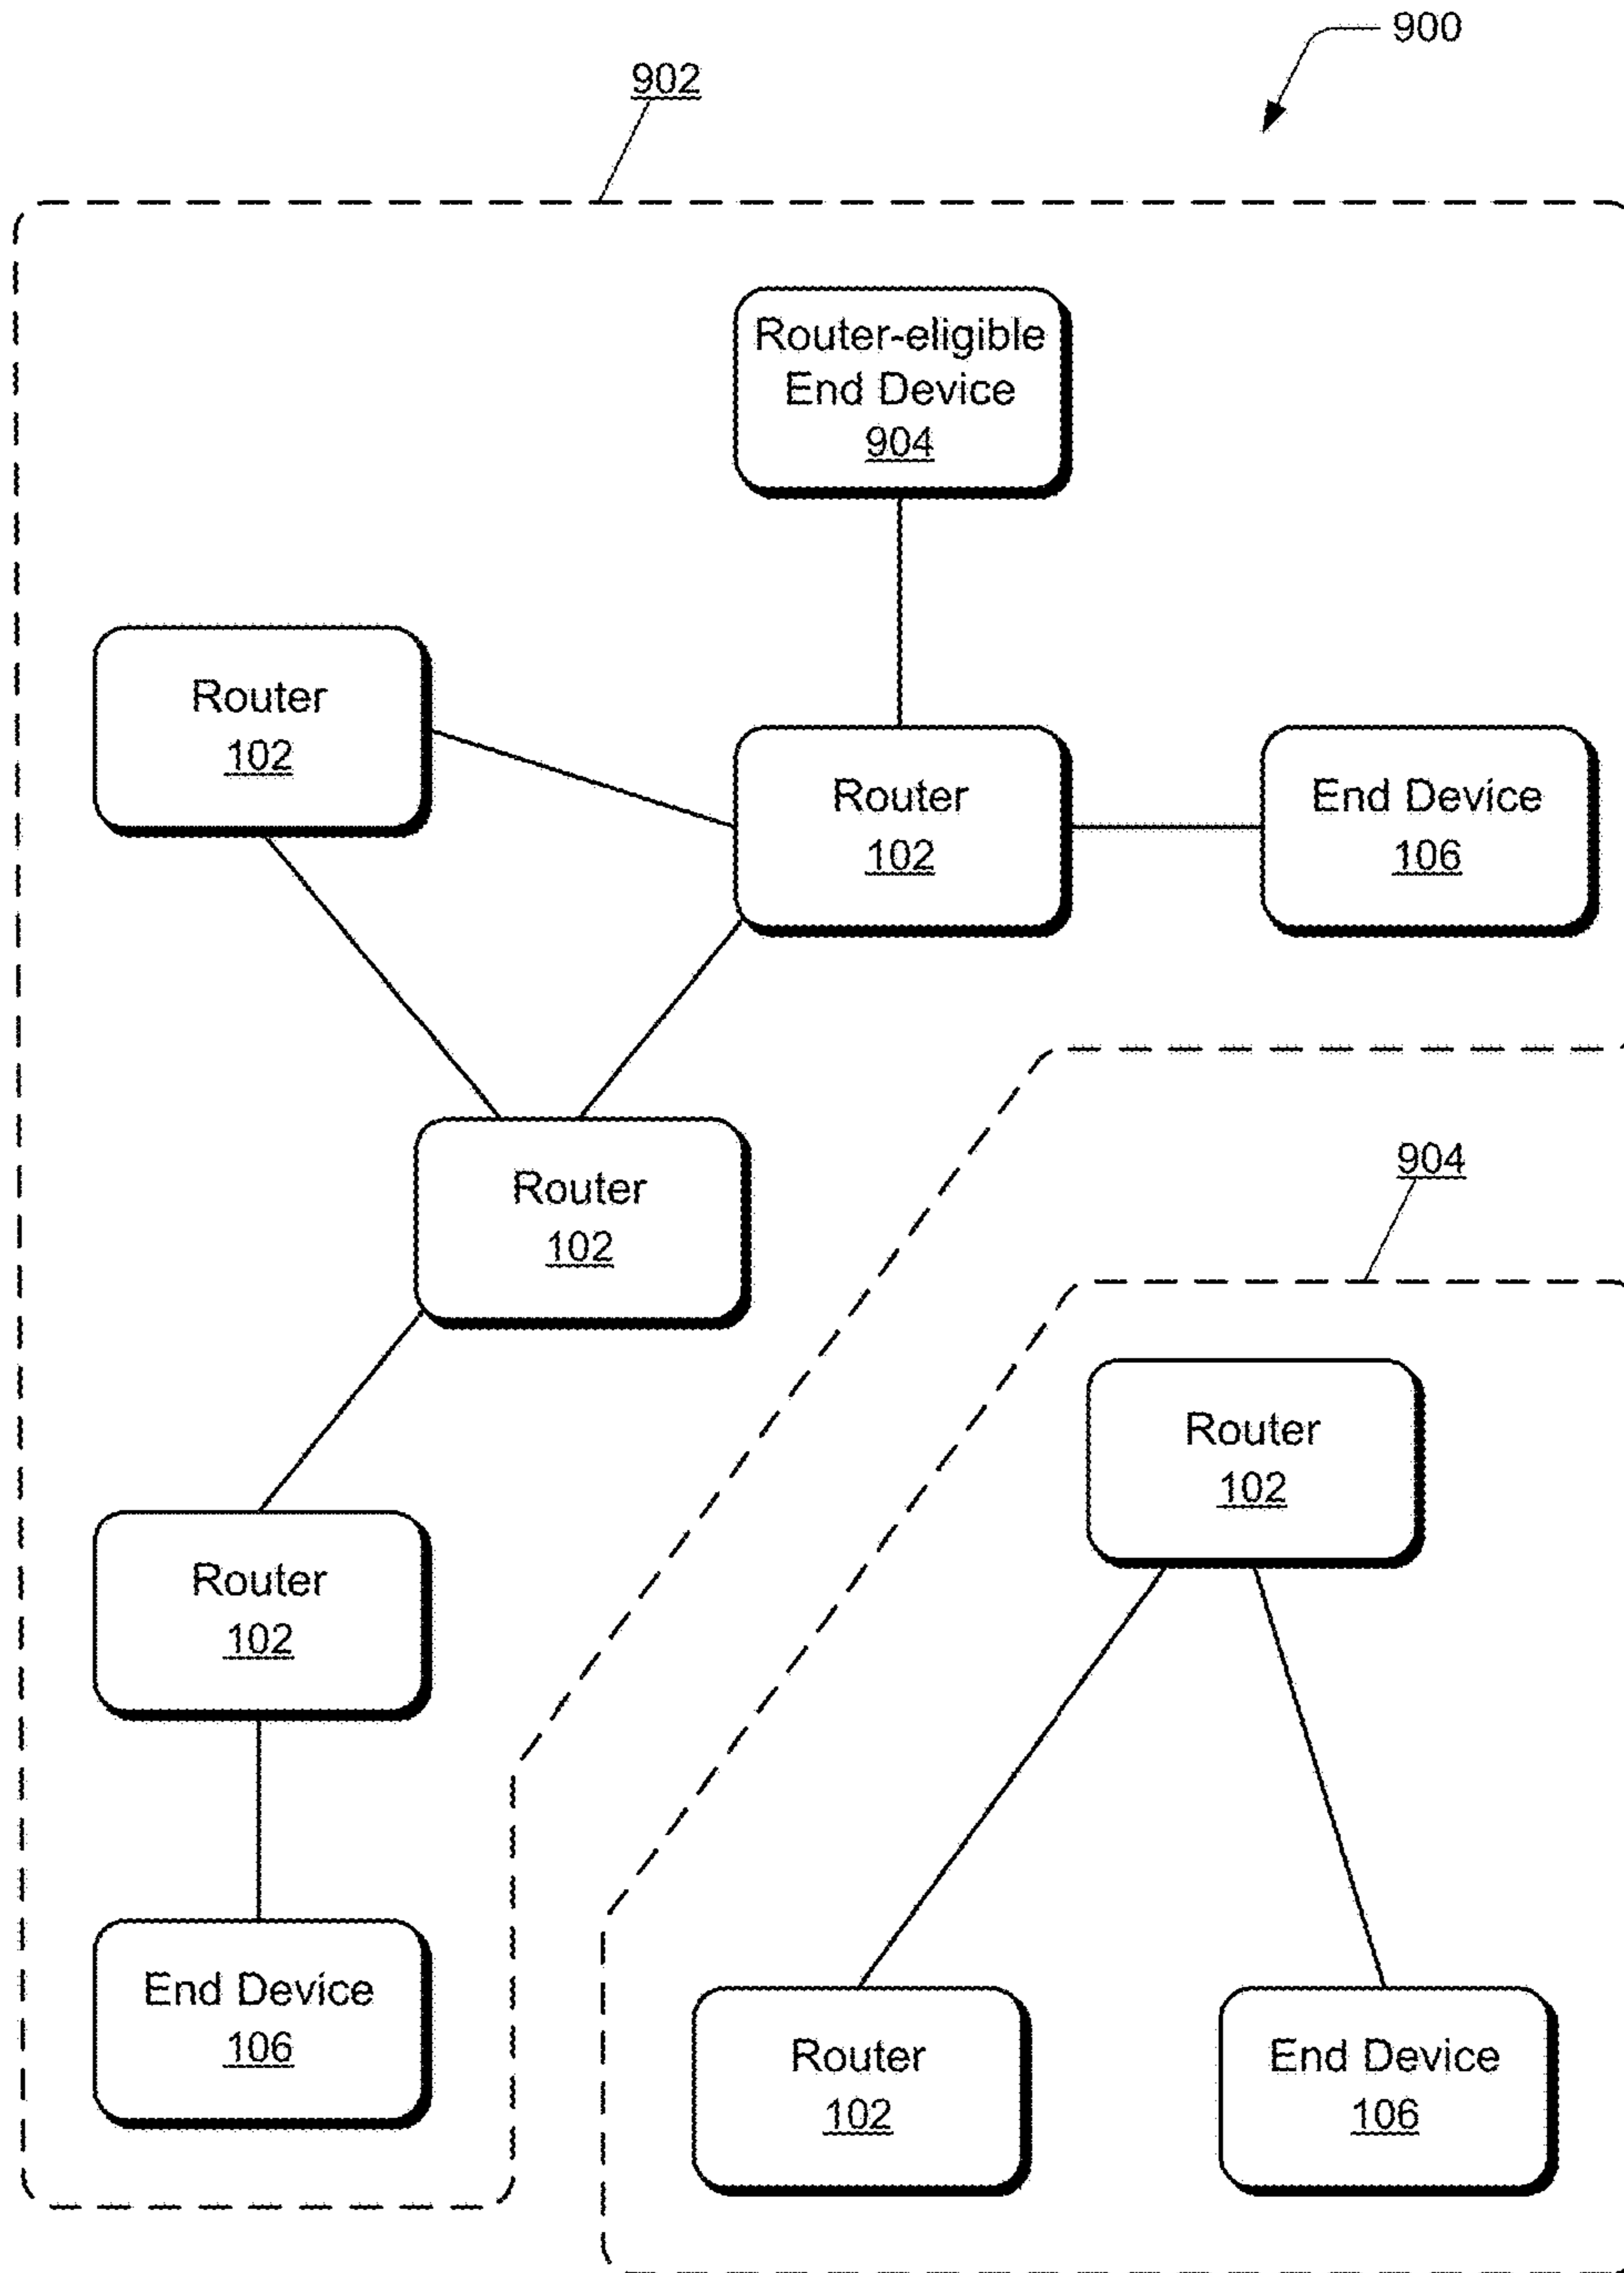 900
902
Router-eligible
End Device
904
Router
102
Router
102
End Device
106
Router
102
904
Router
102
Router
102
End Device
106
Router
102
End Device
106